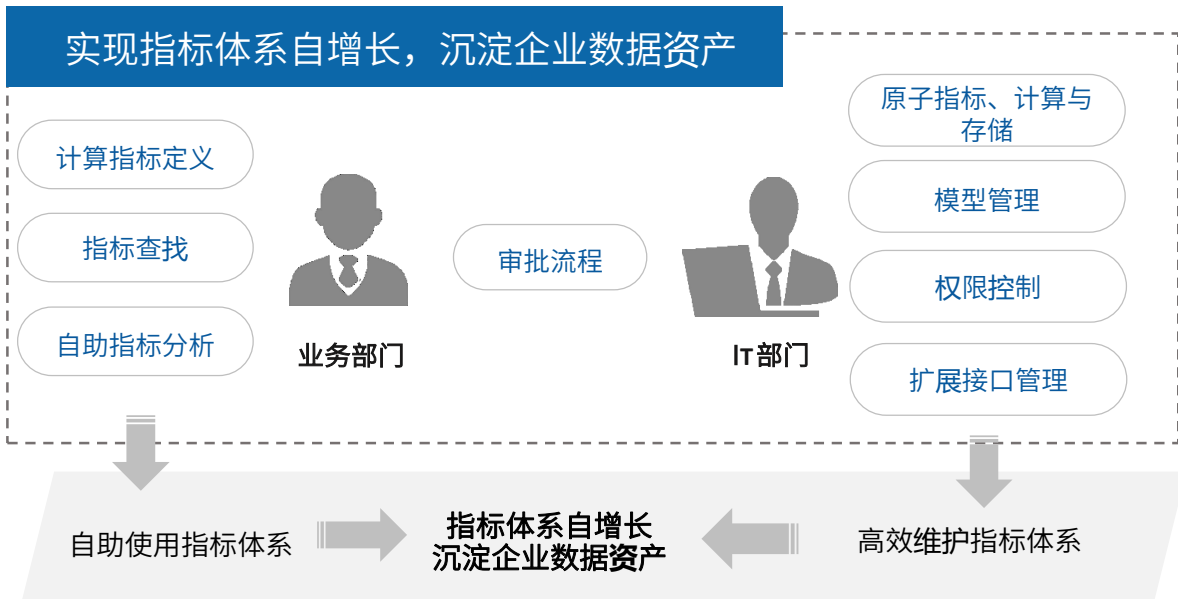 实现指标体系自增长，沉淀企业数据资产
计算指标定义
指标查找
自助指标分析
业务部门
审批流程
IT部门
原子指标、计算与
存储
模型管理
权限控制
扩展接口管理
自助使用指标体系
指标体系自增长
沉淀企业数据资产
高效维护指标体系